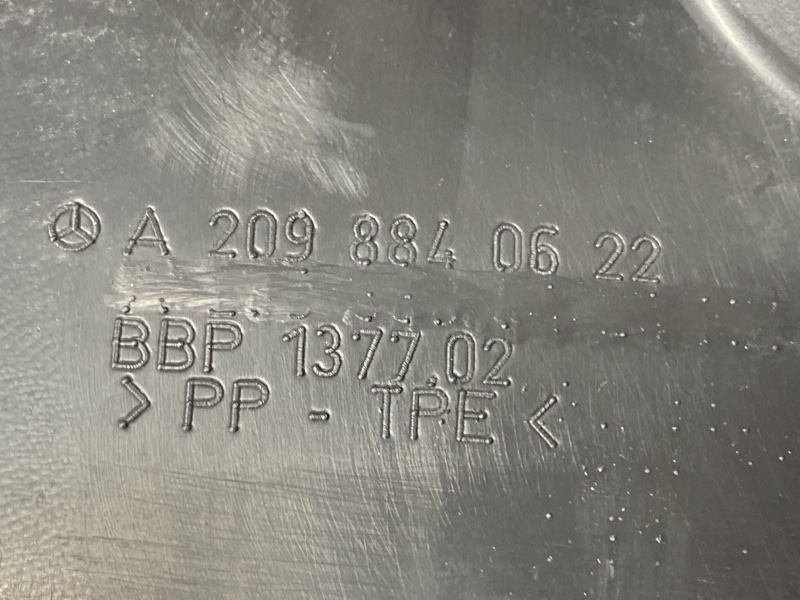 A 209 884 06 22
BBP 1377.02
> PP - TPE <